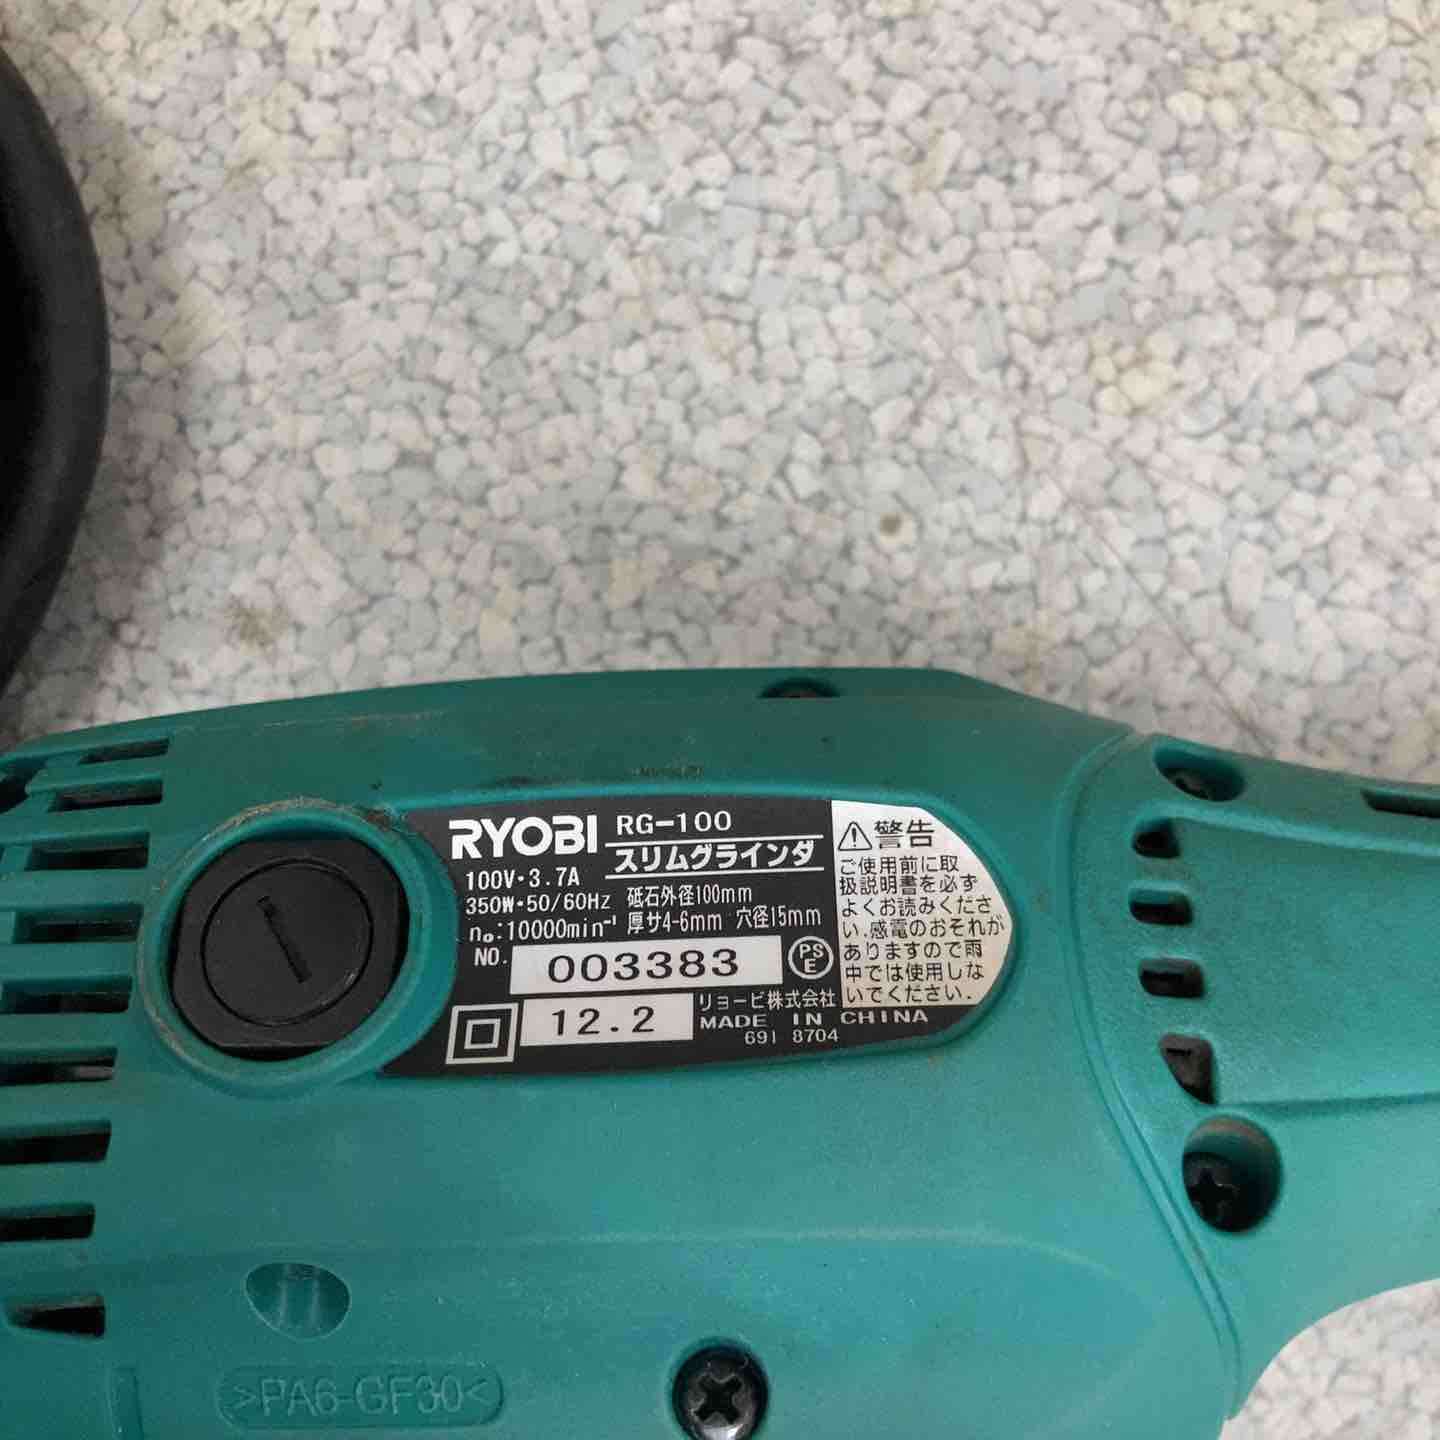 RYOBI RG-100
スリムグラインダ
100V・3.7A
350W・50/60Hz 砥石外径100mm
n₀:10000min⁻¹ 厚サ4-6mm 穴径15mm
NO. 003383 PSE
12.2 リョービ株式会社
MADE IN CHINA
691 8704
⚠警告
ご使用前に取
扱説明書を必ず
よくお読みくださ
い.感電のおそれが
ありますので雨
中では使用しな
いでください.
>PA6-GF30<